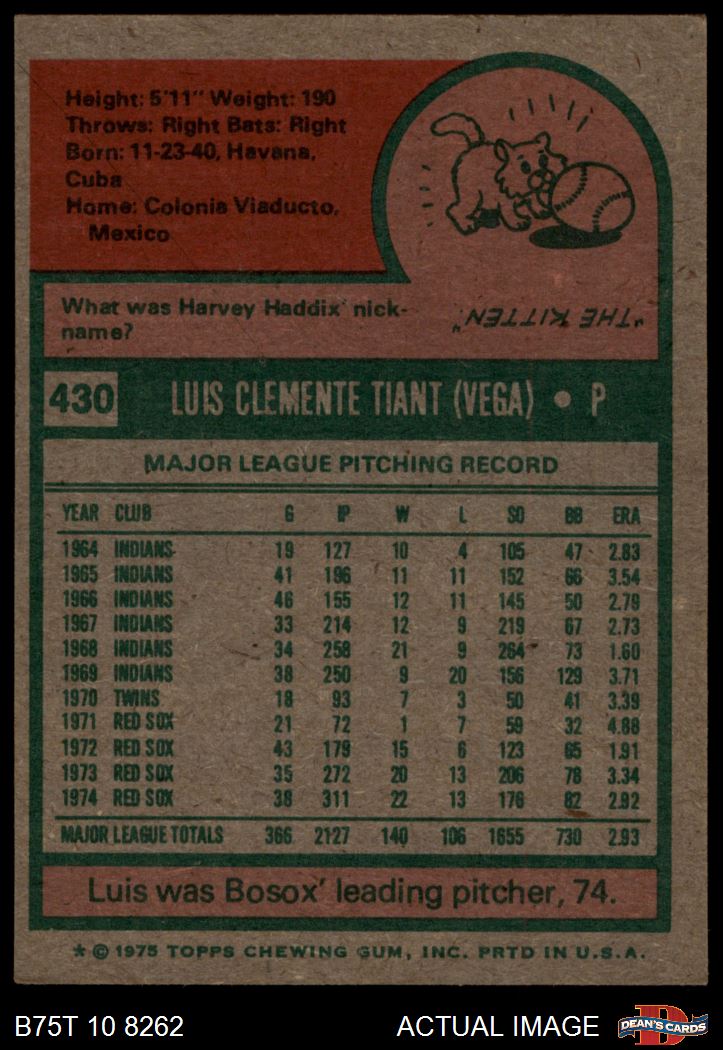 Height: 5'11" Weight: 190
Throws: Right Bats: Right
Born: 11-23-40, Havana,
Cuba
Home: Colonia Viaducto,
Mexico
What was Harvey Haddix' nick-
name?
"THE KITTEN"
430 LUIS CLEMENTE TIANT (VEGA) • P
MAJOR LEAGUE PITCHING RECORD
YEAR CLUB G IP W L SO BB ERA
1964 INDIANS 19 127 10 4 105 47 2.83
1965 INDIANS 41 196 11 11 152 66 3.54
1966 INDIANS 46 155 12 11 145 50 2.79
1967 INDIANS 33 214 12 9 219 67 2.73
1968 INDIANS 34 258 21 9 264 73 1.60
1969 INDIANS 38 250 9 20 156 129 3.71
1970 TWINS 18 93 7 3 50 41 3.39
1971 RED SOX 21 72 1 7 59 32 4.88
1972 RED SOX 43 179 15 6 123 65 1.91
1973 RED SOX 35 272 20 13 206 78 3.34
1974 RED SOX 38 311 22 13 176 82 2.92
MAJOR LEAGUE TOTALS 366 2127 140 106 1655 730 2.93
Luis was Bosox' leading pitcher, 74.
* © 1975 TOPPS CHEWING GUM, INC. PRTD IN U.S.A.
B75T 10 8262 ACTUAL IMAGE D DEAN'S CARDS